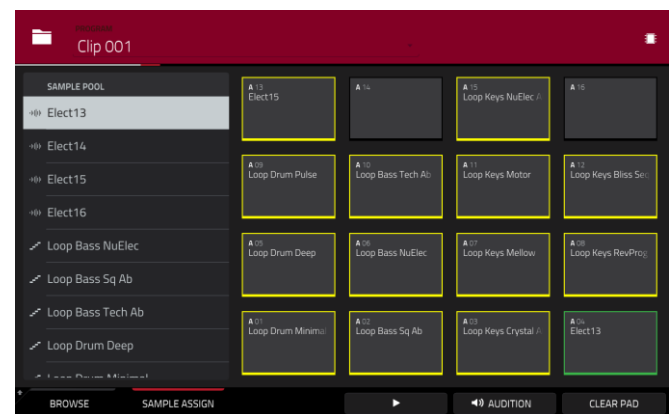 PROGRAM
Clip 001
SAMPLE POOL
Elect13
Elect14
Elect15
Elect16
Loop Bass NuElec
Loop Bass Sq Ab
Loop Bass Tech Ab
Loop Drum Deep
Loop Drum Minimal
A 13
Elect15
A 14
A 15
Loop Keys NuElec A
A 16
A 09
Loop Drum Pulse
A 10
Loop Bass Tech Ab
A 11
Loop Keys Motor
A 12
Loop Keys Bliss Sec
A 05
Loop Drum Deep
A 06
Loop Bass NuElec
A 07
Loop Keys Mellow
A 08
Loop Keys RevProg
A 01
Loop Drum Minimal
A 02
Loop Bass Sq Ab
A 03
Loop Keys Crystal A
A 04
Elect13
BROWSE
SAMPLE ASSIGN
AUDITION
CLEAR PAD